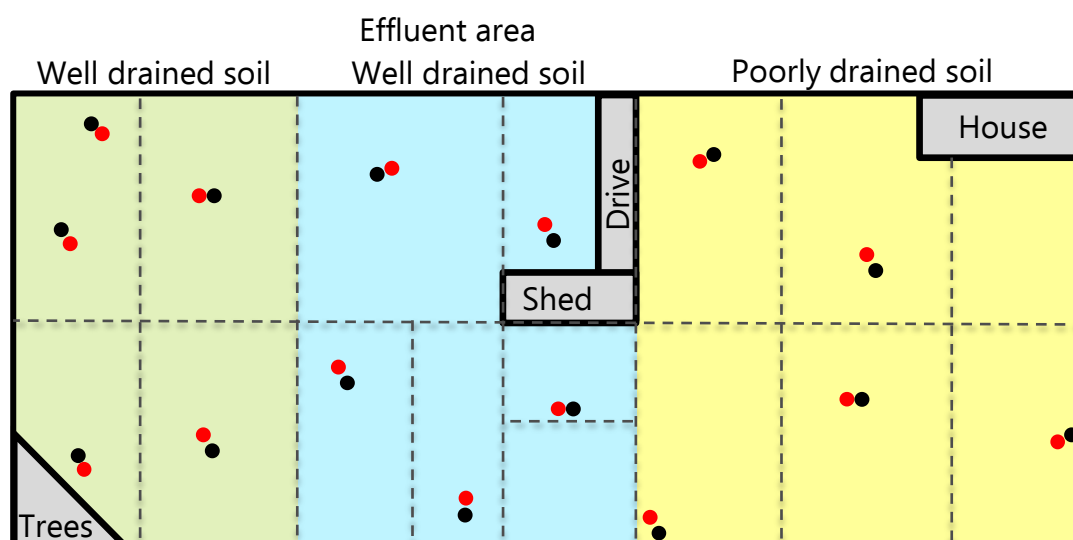 Effluent area
Well drained soil
Well drained soil
Poorly drained soil
House
Drive
Shed
Trees